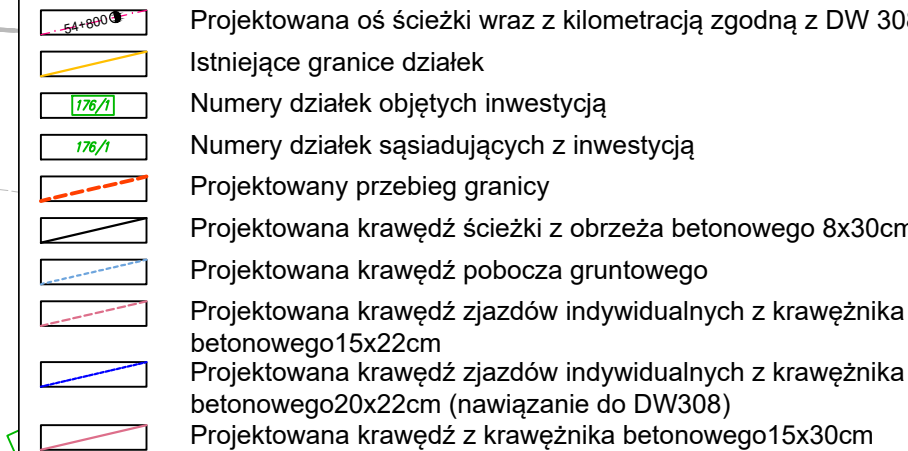 54+800 Projektowana oś ścieżki wraz z kilometracją zgodną z DW 308
Istniejące granice działek
176/1 Numery działek objętych inwestycją
176/1 Numery działek sąsiadujących z inwestycją
Projektowany przebieg granicy
Projektowana krawędź ścieżki z obrzeża betonowego 8x30cm
Projektowana krawędź pobocza gruntowego
Projektowana krawędź zjazdów indywidualnych z krawężnika
betonowego15x22cm
Projektowana krawędź zjazdów indywidualnych z krawężnika
betonowego20x22cm (nawiązanie do DW308)
Projektowana krawędź z krawężnika betonowego15x30cm